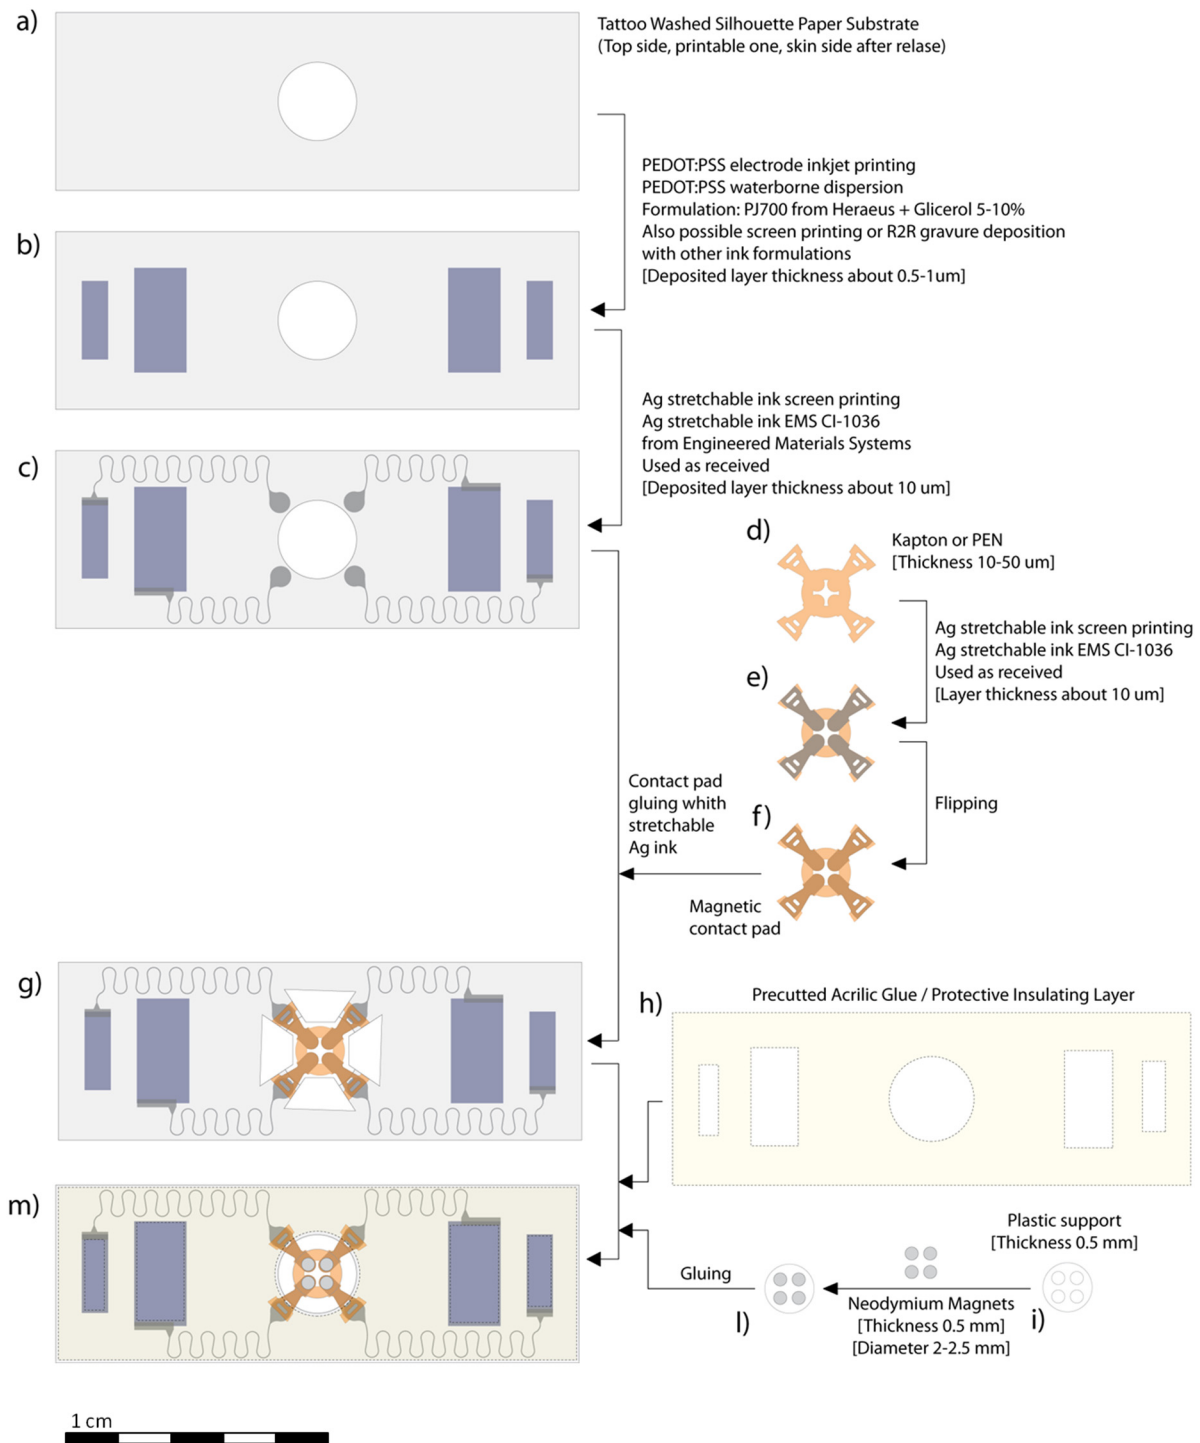 a)
Tattoo Washed Silhouette Paper Substrate
(Top side, printable one, skin side after relase)
PEDOT:PSS electrode inkjet printing
PEDOT:PSS waterborne dispersion
Formulation: PJ700 from Heraeus + Glicerol 5-10%
Also possible screen printing or R2R gravure deposition
with other ink formulations
[Deposited layer thickness about 0.5-1um]
b)
Ag stretchable ink screen printing
Ag stretchable ink EMS CI-1036
from Engineered Materials Systems
Used as received
[Deposited layer thickness about 10 um]
c)
d)
Kapton or PEN
[Thickness 10-50 um]
Ag stretchable ink screen printing
Ag stretchable ink EMS CI-1036
Used as received
[Layer thickness about 10 um]
e)
Flipping
f)
Contact pad
gluing whith
stretchable
Ag ink
Magnetic
contact pad
g)
h)
Precutted Acrilic Glue / Protective Insulating Layer
m)
Plastic support
[Thickness 0.5 mm]
Gluing
l)
Neodymium Magnets
[Thickness 0.5 mm]
[Diameter 2-2.5 mm]
i)
1 cm